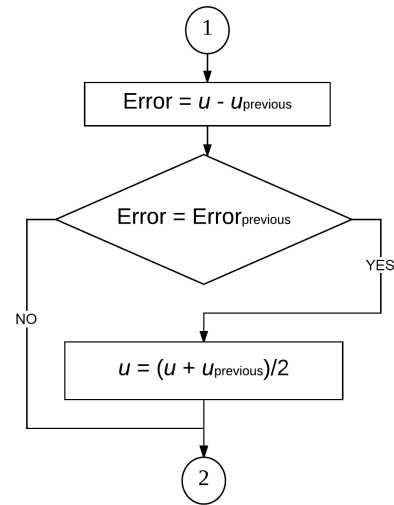 1
Error = u - uprevious
Error = Errorprevious
YES
NO
u = (u + uprevious)/2
2